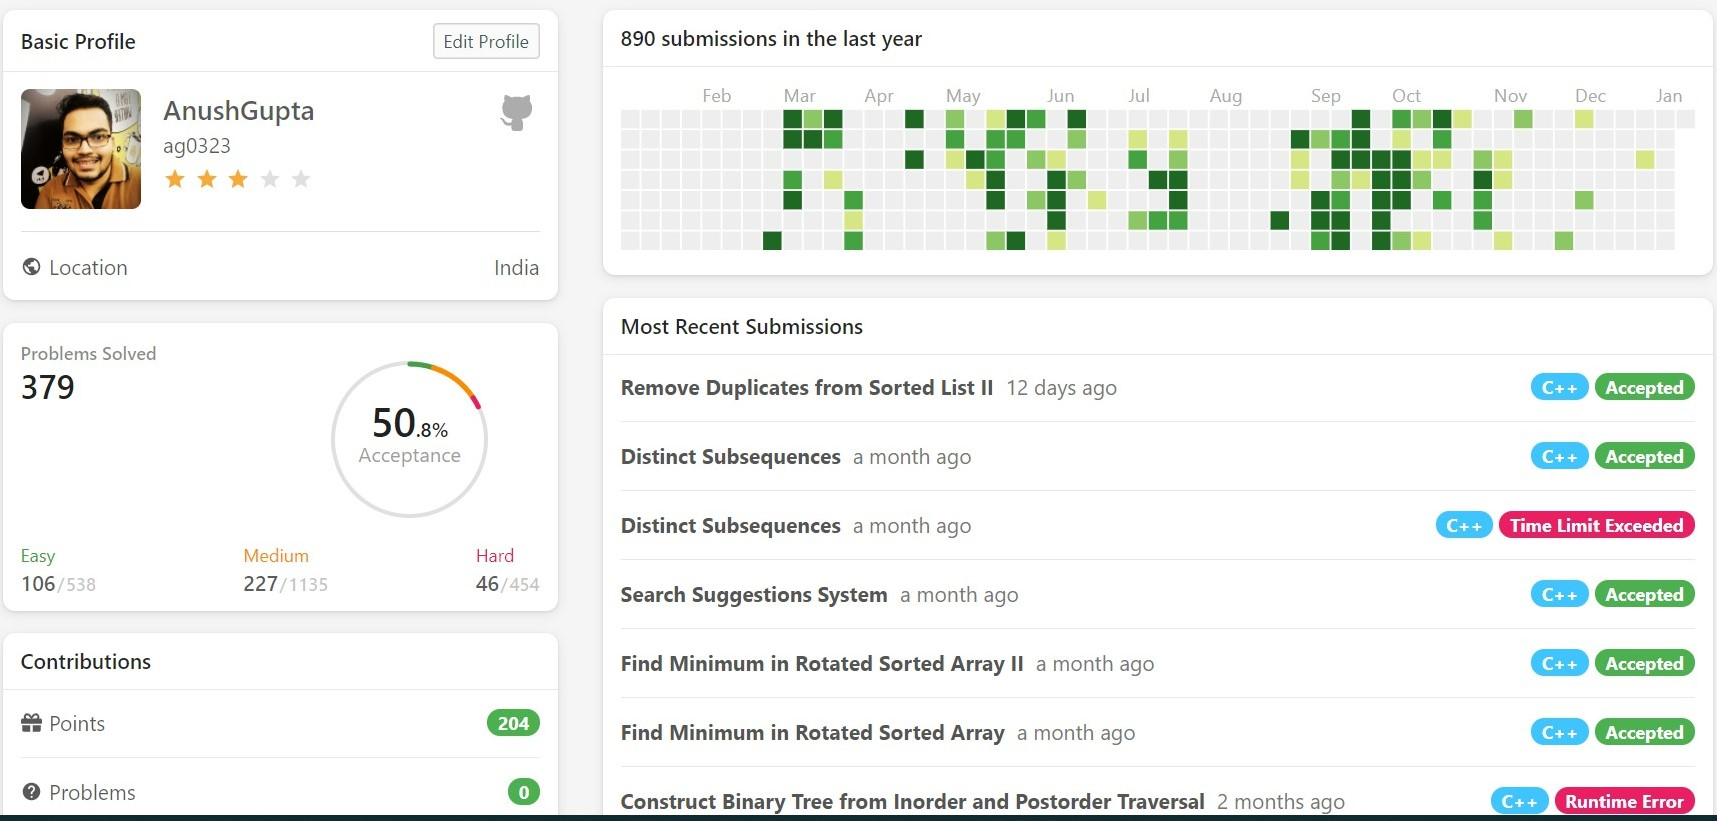 Basic Profile
Edit Profile
AnushGupta
ag0323
Location
India
Problems Solved
379
50.8%
Acceptance
Easy
106/538
Medium
227/1135
Hard
46/454
Contributions
Points
204
Problems
0
890 submissions in the last year
Feb Mar Apr May Jun Jul Aug Sep Oct Nov Dec Jan
Most Recent Submissions
Remove Duplicates from Sorted List II 12 days ago C++ Accepted
Distinct Subsequences a month ago C++ Accepted
Distinct Subsequences a month ago C++ Time Limit Exceeded
Search Suggestions System a month ago C++ Accepted
Find Minimum in Rotated Sorted Array II a month ago C++ Accepted
Find Minimum in Rotated Sorted Array a month ago C++ Accepted
Construct Binary Tree from Inorder and Postorder Traversal 2 months ago C++ Runtime Error